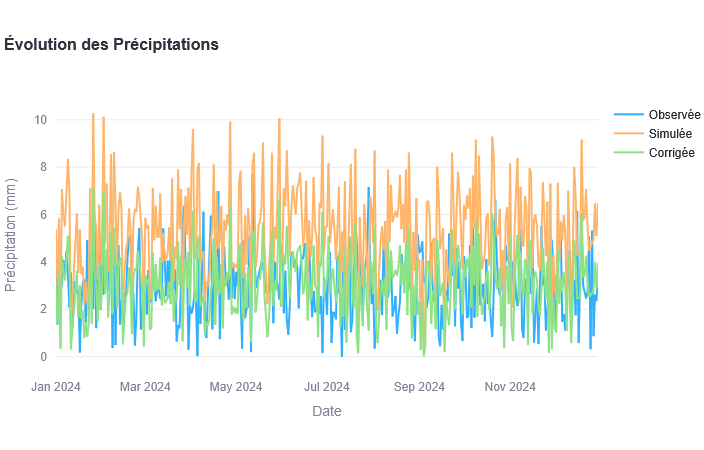 Évolution des Précipitations
Observée
Simulée
Corrigée
Précipitation (mm)
10
8
6
4
2
0
Jan 2024
Mar 2024
May 2024
Jul 2024
Sep 2024
Nov 2024
Date